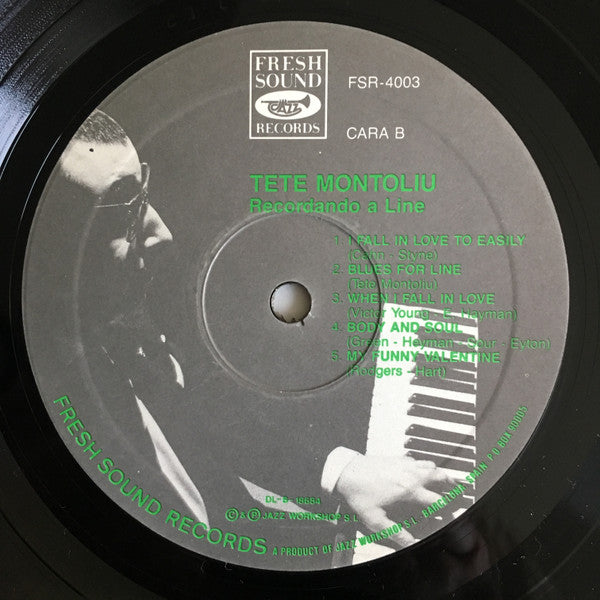 FRESH
SOUND
JAZZ
RECORDS
FSR-4003
CARA B
TETE MONTOLIU
Recordando a Line
1. I FALL IN LOVE TO EASILY
(Cahn - Styne)
2. BLUES FOR LINE
(Tete Montoliu)
3. WHEN I FALL IN LOVE
(Victor Young - E. Heyman)
4. BODY AND SOUL
(Green - Heyman - Sour - Eyton)
5. MY FUNNY VALENTINE
(Rodgers - Hart)
DL-B-
© & ℗ JAZZ WORKSHOP S.L.
FRESH SOUND RECORDS A PRODUCT OF JAZZ WORKSHOP S.L. - BARCELONA, SPAIN. P.O. BOX